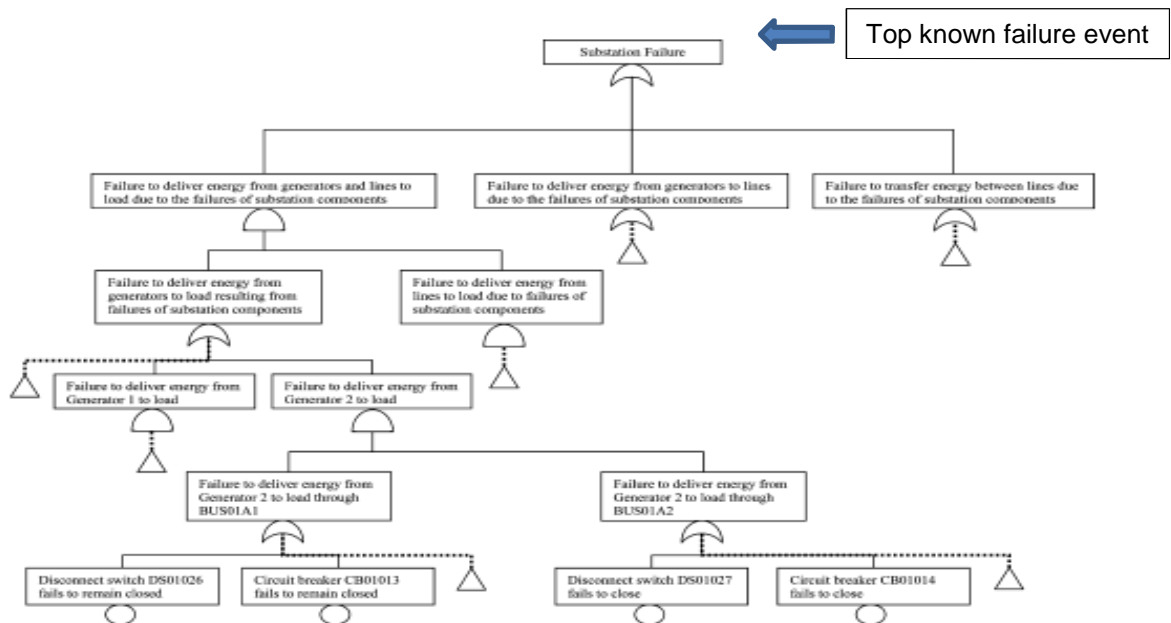 Top known failure event
Substation Failure
Failure to deliver energy from generators and lines to
load due to the failures of substation components
Failure to deliver energy from generators to lines
due to the failures of substation components
Failure to transfer energy between lines due
to the failures of substation components
Failure to deliver energy from
generators to load resulting from
failures of substation components
Failure to deliver energy from
lines to load due to failures of
substation components
Failure to deliver energy from
Generator 1 to load
Failure to deliver energy from
Generator 2 to load
Failure to deliver energy from
Generator 2 to load through
BUS01A1
Failure to deliver energy from
Generator 2 to load through
BUS01A2
Disconnect switch DS01026
fails to remain closed
Circuit breaker CB01013
fails to remain closed
Disconnect switch DS01027
fails to close
Circuit breaker CB01014
fails to close